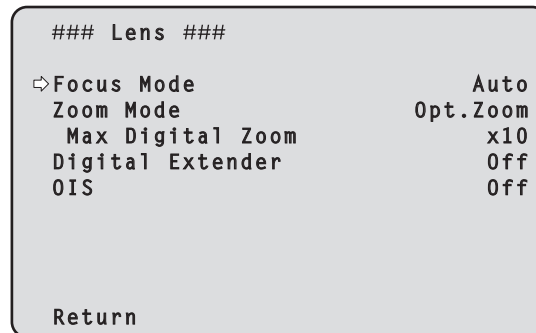 ### Lens ###
⇨Focus Mode Auto
Zoom Mode Opt.Zoom
Max Digital Zoom x10
Digital Extender Off
OIS Off
Return